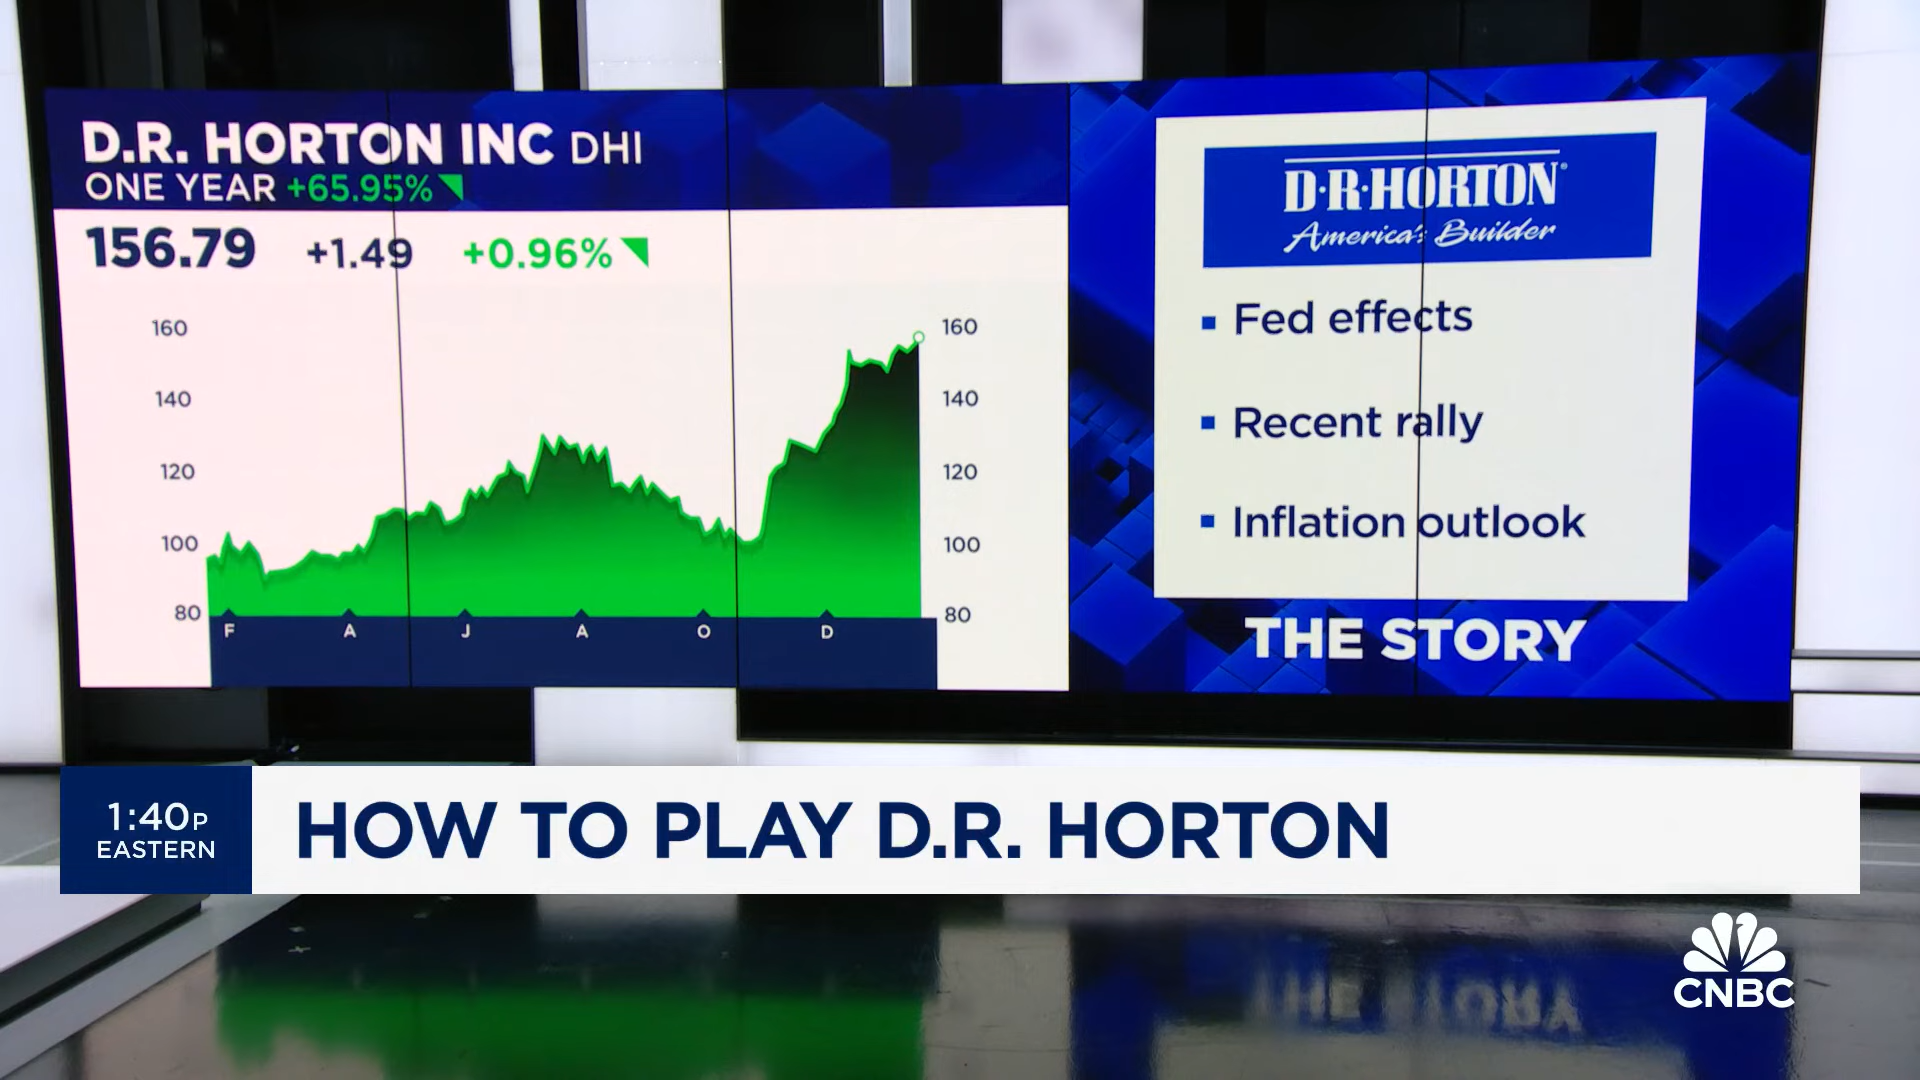 D.R. HORTON INC DHI
ONE YEAR +65.95%
156.79 +1.49 +0.96%
160 160
140 140
120 120
100 100
80 80
F A J A O D
D·R·HORTON®
America's Builder
Fed effects
Recent rally
Inflation outlook
THE STORY
1:40P
EASTERN
HOW TO PLAY D.R. HORTON
CNBC